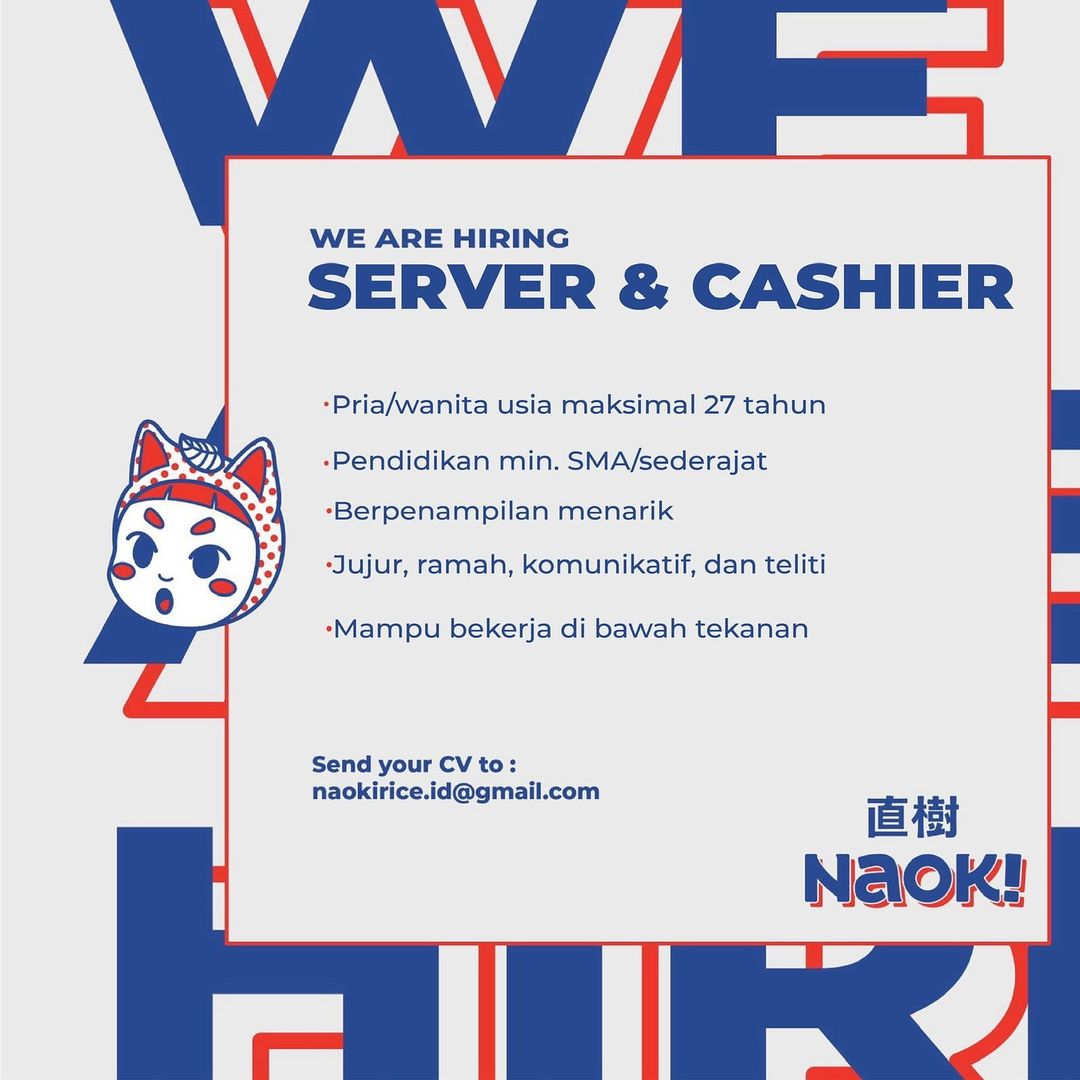 WE
WE ARE HIRING
SERVER & CASHIER
•Pria/wanita usia maksimal 27 tahun
•Pendidikan min. SMA/sederajat
•Berpenampilan menarik
•Jujur, ramah, komunikatif, dan teliti
•Mampu bekerja di bawah tekanan
Send your CV to :
naokirice.id@gmail.com
直樹
NaOK!
HIRI